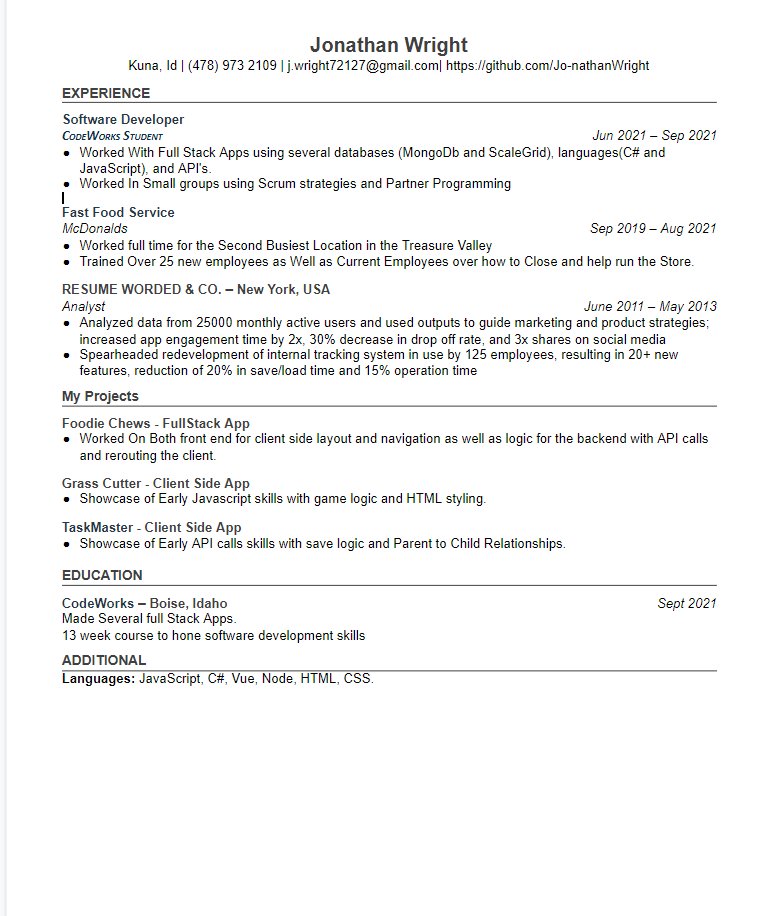 Jonathan Wright
Kuna, Id | (478) 973 2109 | j.wright72127@gmail.com| https://github.com/Jo-nathanWright
EXPERIENCE
Software Developer
CodeWorks Student Jun 2021 – Sep 2021
● Worked With Full Stack Apps using several databases (MongoDb and ScaleGrid), languages(C# and
JavaScript), and API's.
● Worked In Small groups using Scrum strategies and Partner Programming
Fast Food Service
McDonalds Sep 2019 – Aug 2021
● Worked full time for the Second Busiest Location in the Treasure Valley
● Trained Over 25 new employees as Well as Current Employees over how to Close and help run the Store.
RESUME WORDED & CO. – New York, USA
Analyst June 2011 – May 2013
● Analyzed data from 25000 monthly active users and used outputs to guide marketing and product strategies;
increased app engagement time by 2x, 30% decrease in drop off rate, and 3x shares on social media
● Spearheaded redevelopment of internal tracking system in use by 125 employees, resulting in 20+ new
features, reduction of 20% in save/load time and 15% operation time
My Projects
Foodie Chews - FullStack App
● Worked On Both front end for client side layout and navigation as well as logic for the backend with API calls
and rerouting the client.
Grass Cutter - Client Side App
● Showcase of Early Javascript skills with game logic and HTML styling.
TaskMaster - Client Side App
● Showcase of Early API calls skills with save logic and Parent to Child Relationships.
EDUCATION
CodeWorks – Boise, Idaho Sept 2021
Made Several full Stack Apps.
13 week course to hone software development skills
ADDITIONAL
Languages: JavaScript, C#, Vue, Node, HTML, CSS.